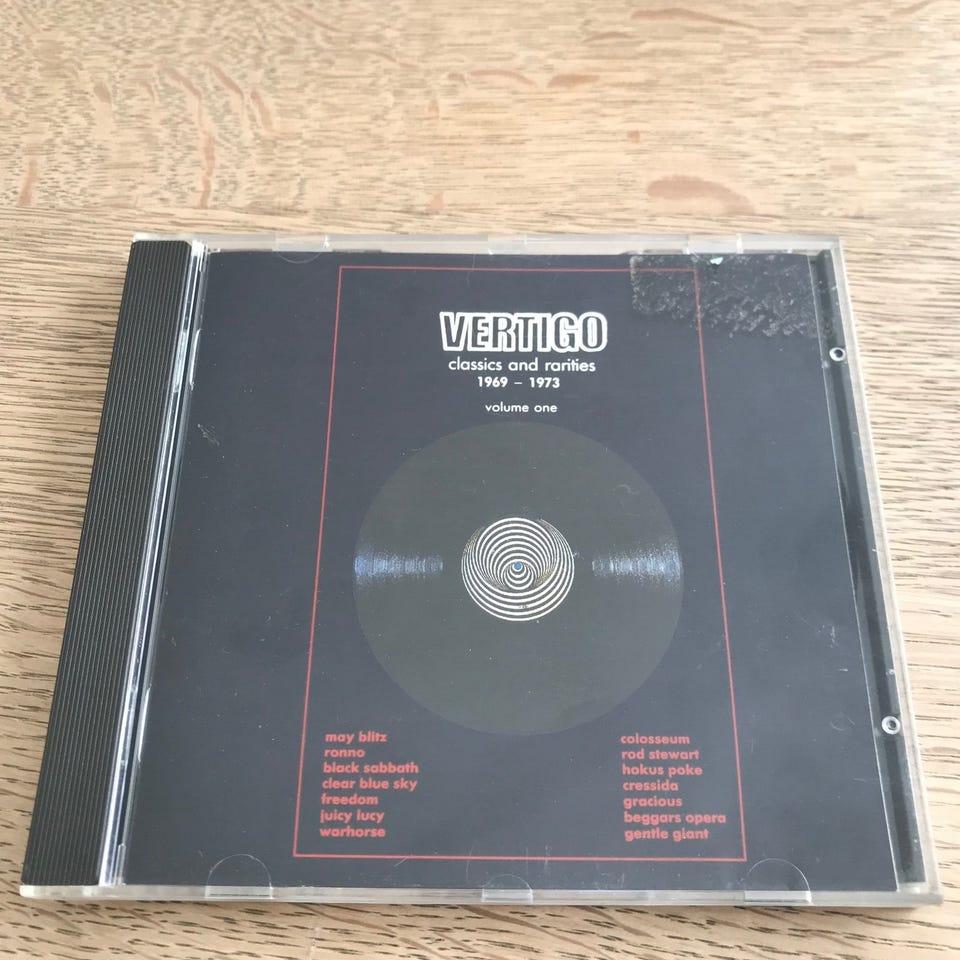 VERTIGO
classics and rarities
1969 – 1973
volume one
may blitz
ronno
black sabbath
clear blue sky
freedom
juicy lucy
warhorse
colosseum
rod stewart
hokus poke
cressida
gracious
beggars opera
gentle giant